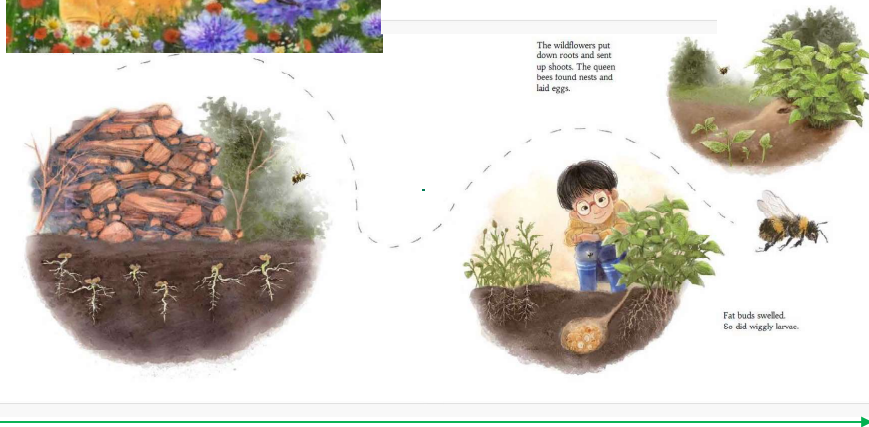 The wildflowers put
down roots and sent
up shoots. The queen
bees found nests and
laid eggs.
Fat buds swelled.
So did wiggly larvae.